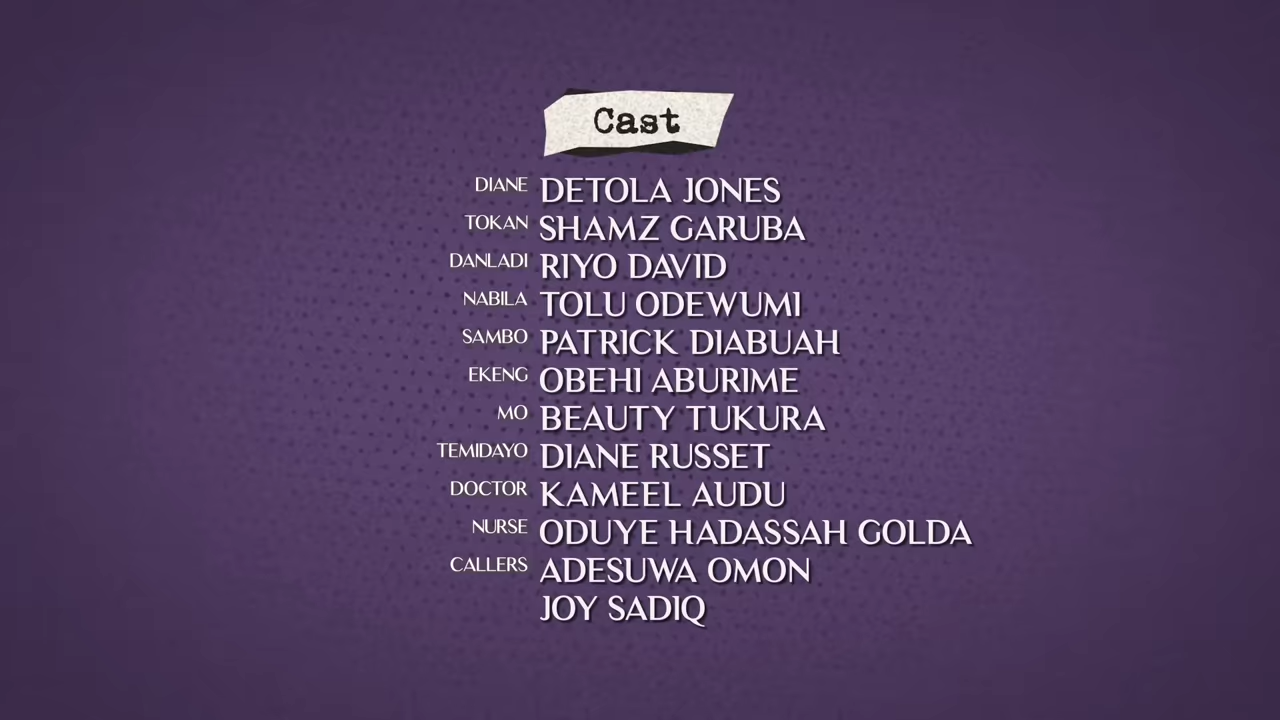 Cast
DIANE DETOLA JONES
TOKAN SHAMZ GARUBA
DANLADI RIYO DAVID
NABILA TOLU ODEWUMI
SAMBO PATRICK DIABUAH
EKENG OBEHI ABURIME
MO BEAUTY TUKURA
TEMIDAYO DIANE RUSSET
DOCTOR KAMEEL AUDU
NURSE ODUYE HADASSAH GOLDA
CALLERS ADESUWA OMON
JOY SADIQ